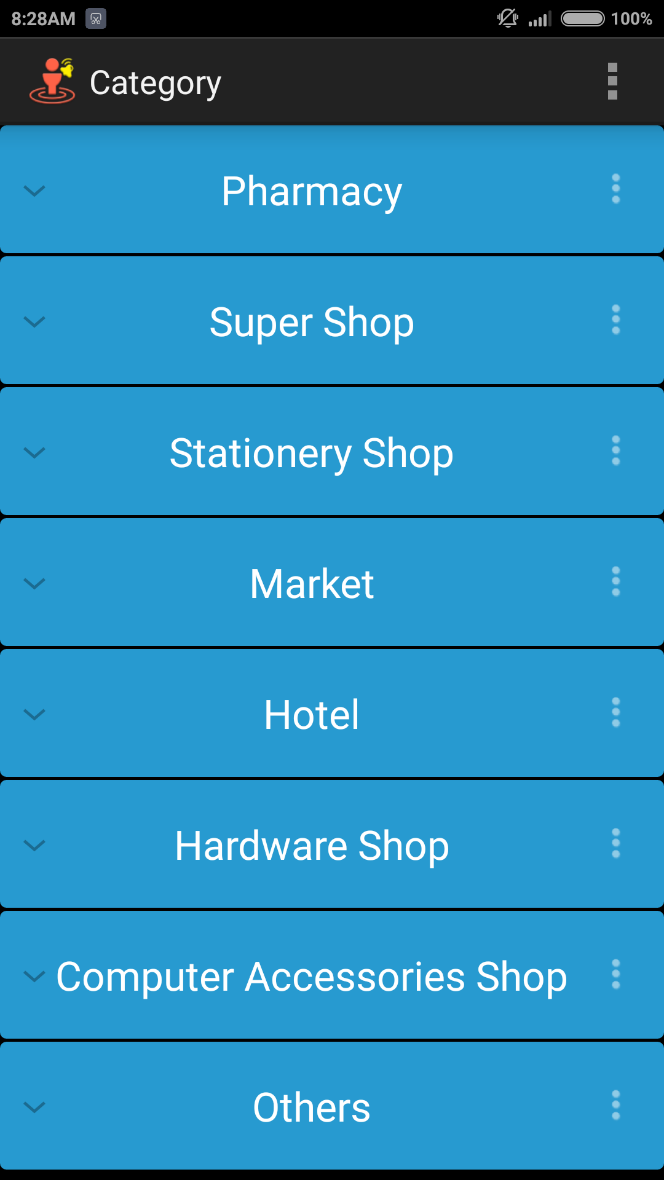 8:28AM 100%
Category
Pharmacy
Super Shop
Stationery Shop
Market
Hotel
Hardware Shop
Computer Accessories Shop
Others